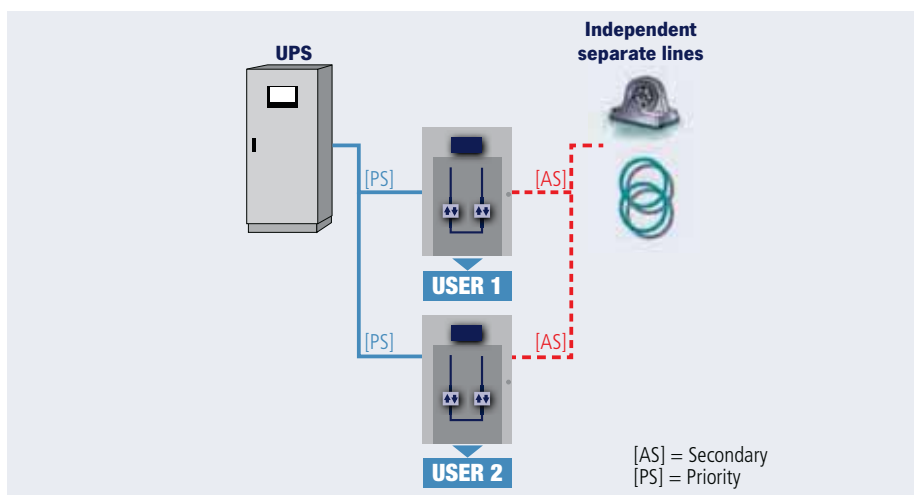 UPS
Independent
separate lines
[PS]
[AS]
USER 1
[PS]
[AS]
USER 2
[AS] = Secondary
[PS] = Priority